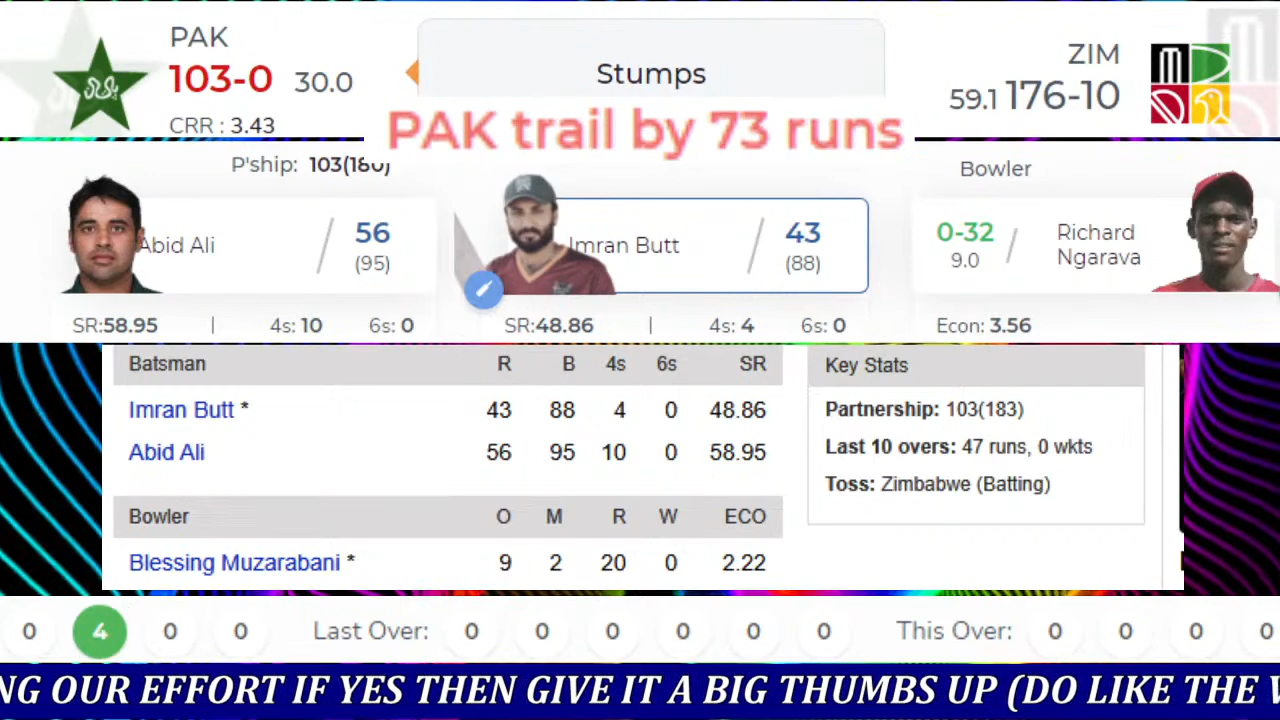 PAK
103-0 30.0
CRR : 3.43
Stumps
ZIM
59.1 176-10
PAK trail by 73 runs
P'ship: 103(180)
Bowler
Abid Ali
56
(95)
Imran Butt
43
(88)
0-32
9.0
Richard
Ngarava
SR:58.95 | 4s: 10 6s: 0
SR:48.86 | 4s: 4 6s: 0
Econ: 3.56
Batsman R B 4s 6s SR
Imran Butt * 43 88 4 0 48.86
Abid Ali 56 95 10 0 58.95
Bowler O M R W ECO
Blessing Muzarabani * 9 2 20 0 2.22
Key Stats
Partnership: 103(183)
Last 10 overs: 47 runs, 0 wkts
Toss: Zimbabwe (Batting)
0 4 0 0 Last Over: 0 0 0 0 0 0 This Over: 0 0 0 0
NG OUR EFFORT IF YES THEN GIVE IT A BIG THUMBS UP (DO LIKE THE